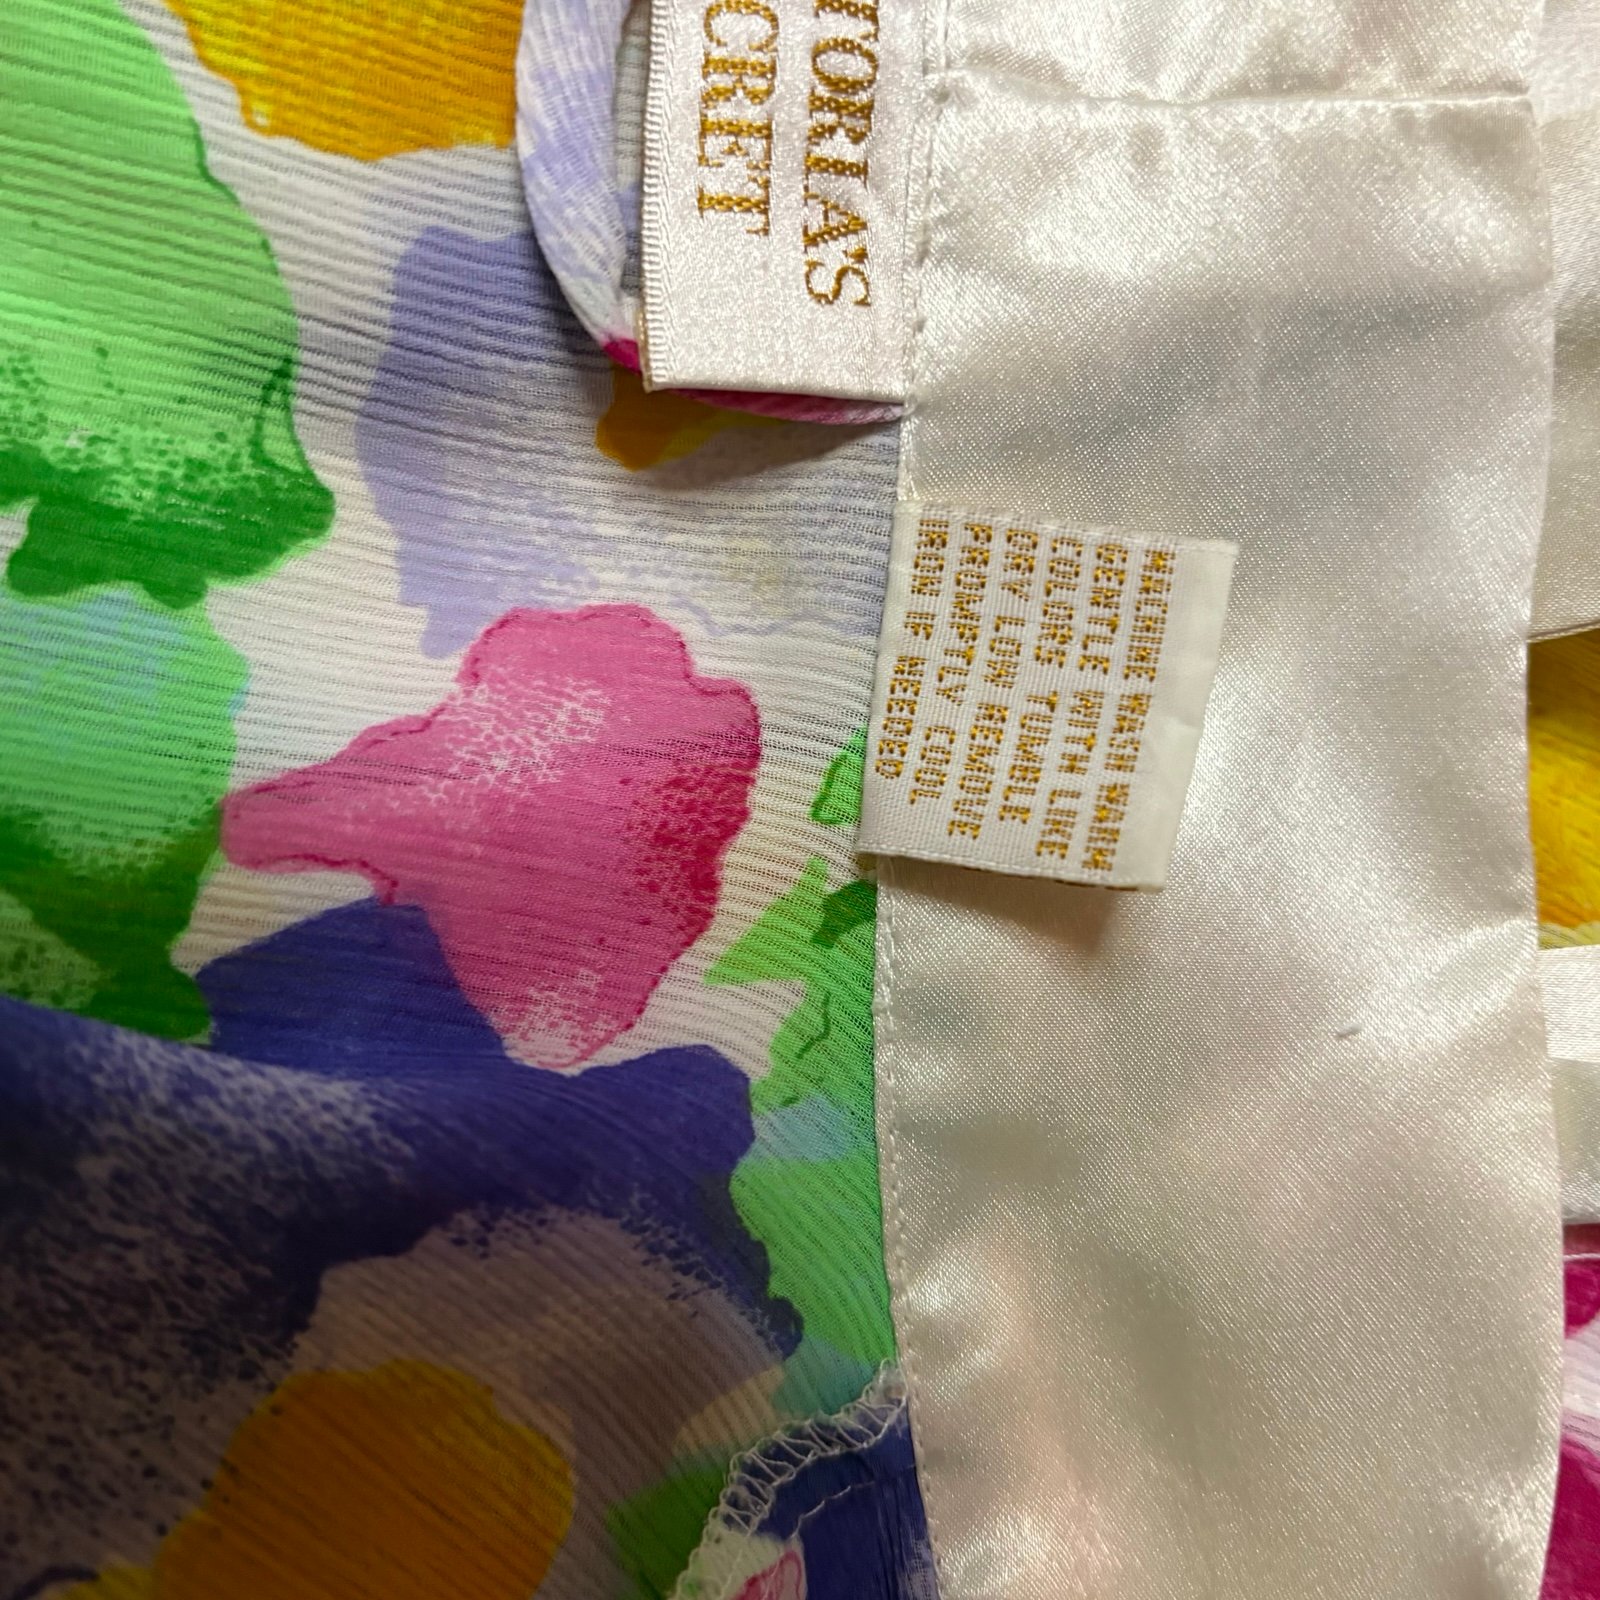 TORIA'S
CRET
MACHINE WASH WARM
GENTLE WITH LIKE
COLORS TUMBLE
DRY LOW REMOVE
PROMPTLY COOL
IRON IF NEEDED